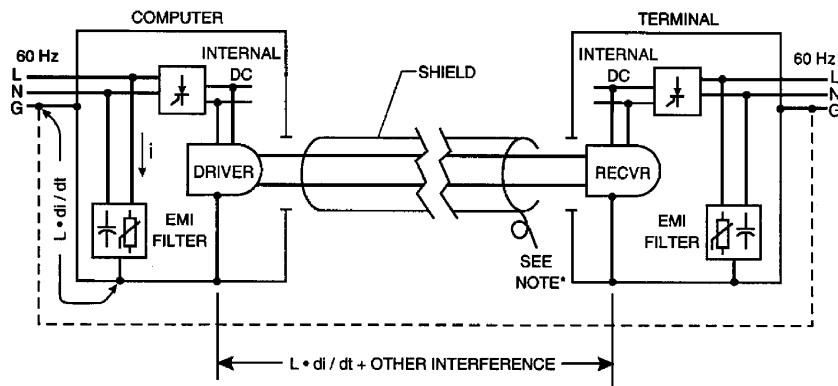 COMPUTER
TERMINAL
60 Hz
L
N
G
INTERNAL
DC
SHIELD
INTERNAL
DC
60 Hz
L
N
G
i
DRIVER
RECVR
L • di / dt
EMI
FILTER
EMI
FILTER
SEE
NOTE*
L • di / dt + OTHER INTERFERENCE